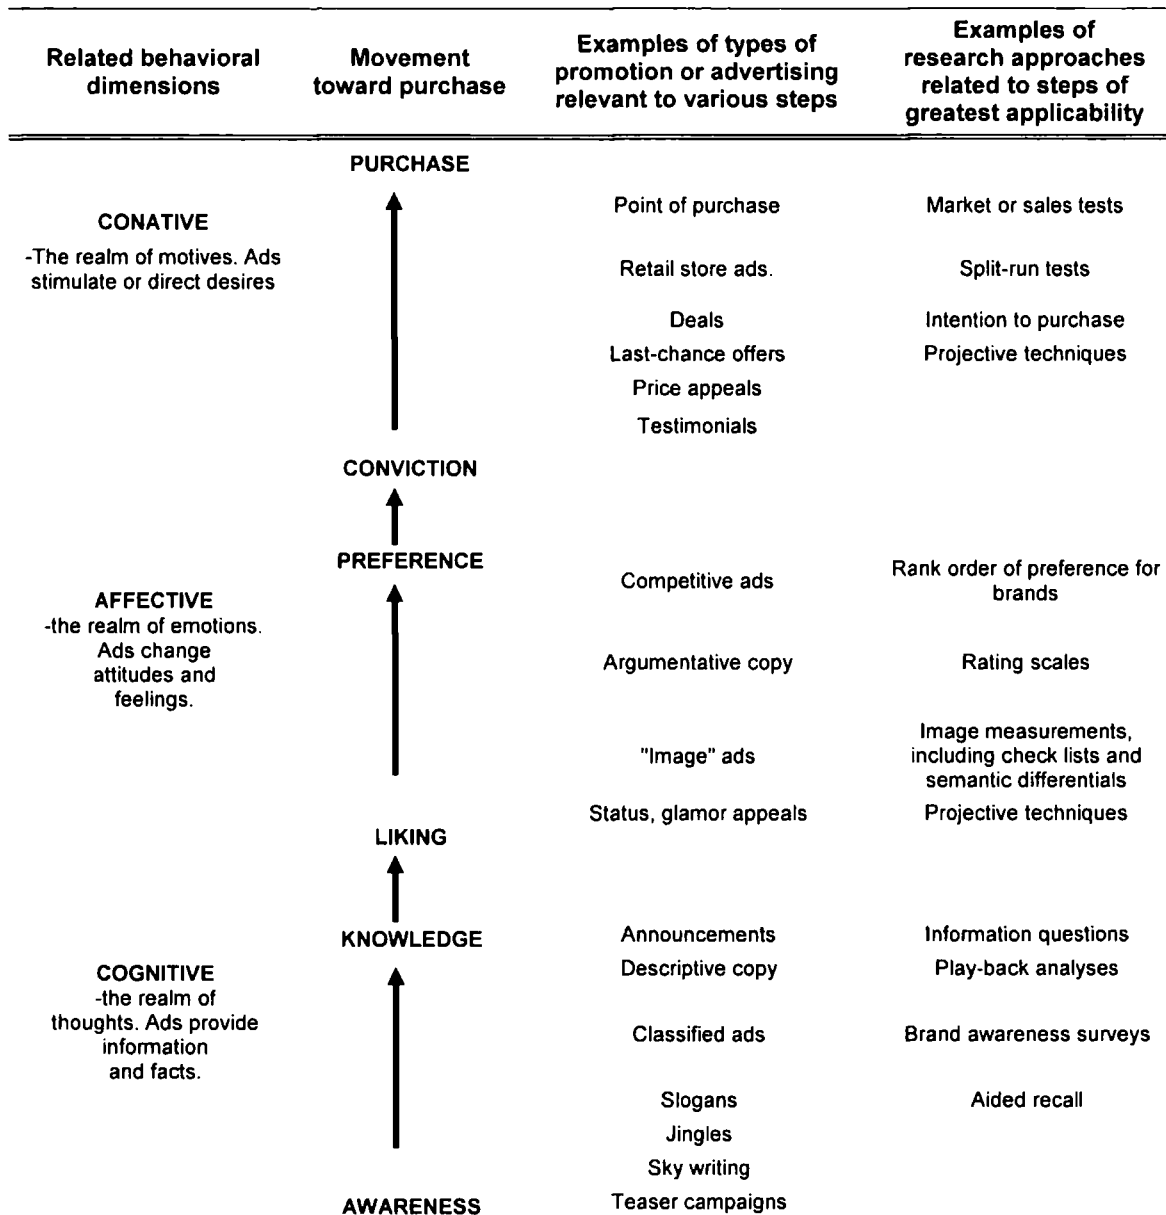 Related behavioral
dimensions
Movement
toward purchase
Examples of types of
promotion or advertising
relevant to various steps
Examples of
research approaches
related to steps of
greatest applicability
PURCHASE
CONATIVE
-The realm of motives. Ads
stimulate or direct desires
Point of purchase
Market or sales tests
Retail store ads.
Split-run tests
Deals
Intention to purchase
Last-chance offers
Projective techniques
Price appeals
Testimonials
CONVICTION
PREFERENCE
AFFECTIVE
-the realm of emotions.
Ads change
attitudes and
feelings.
Competitive ads
Rank order of preference for
brands
Argumentative copy
Rating scales
"Image" ads
Image measurements,
including check lists and
semantic differentials
Status, glamor appeals
Projective techniques
LIKING
KNOWLEDGE
COGNITIVE
-the realm of
thoughts. Ads provide
information
and facts.
Announcements
Information questions
Descriptive copy
Play-back analyses
Classified ads
Brand awareness surveys
Slogans
Aided recall
Jingles
Sky writing
Teaser campaigns
AWARENESS